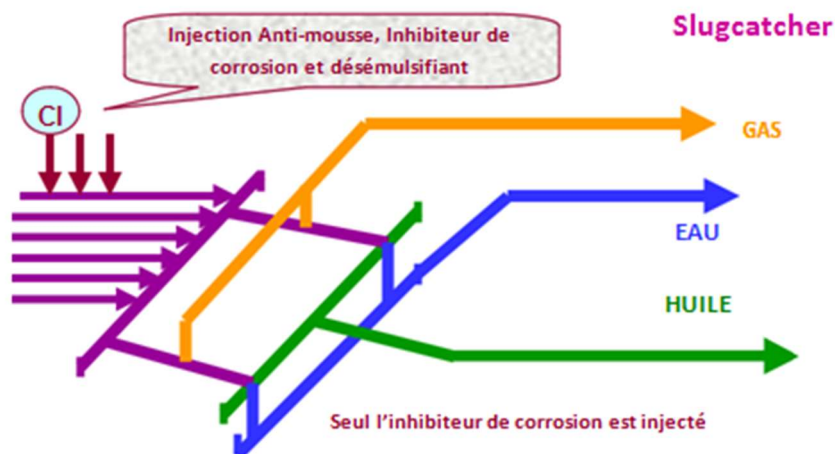 Injection Anti-mousse, Inhibiteur de
corrosion et désémulsifiant
Slugcatcher
CI
GAS
EAU
HUILE
Seul l'inhibiteur de corrosion est injecté